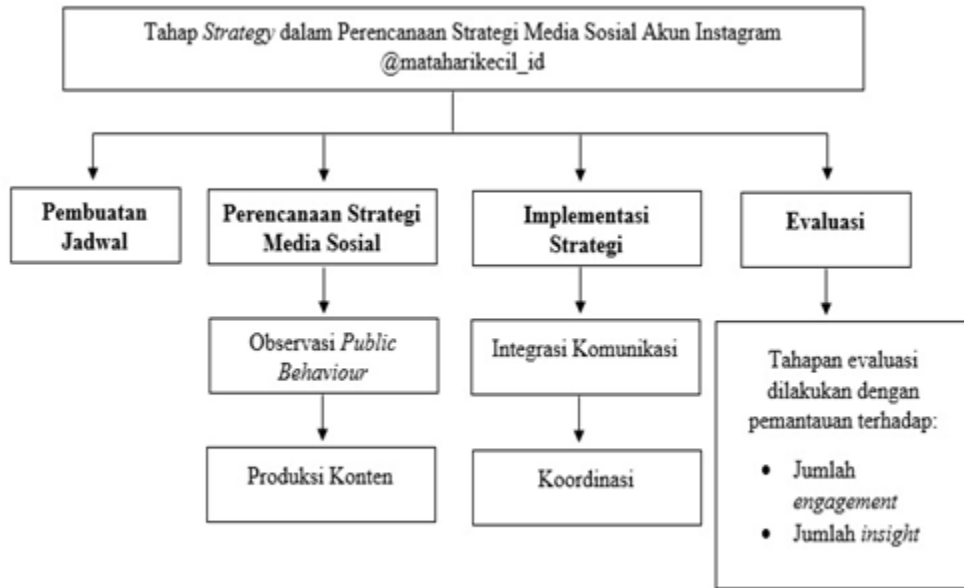 Tahap Strategy dalam Perencanaan Strategi Media Sosial Akun Instagram
@mataharikecil_id
Pembuatan
Jadwal
Perencanaan Strategi
Media Sosial
Implementasi
Strategi
Evaluasi
Observasi Public
Behaviour
Integrasi Komunikasi
Tahapan evaluasi
dilakukan dengan
pemantauan terhadap:
• Jumlah
engagement
• Jumlah insight
Produksi Konten
Koordinasi